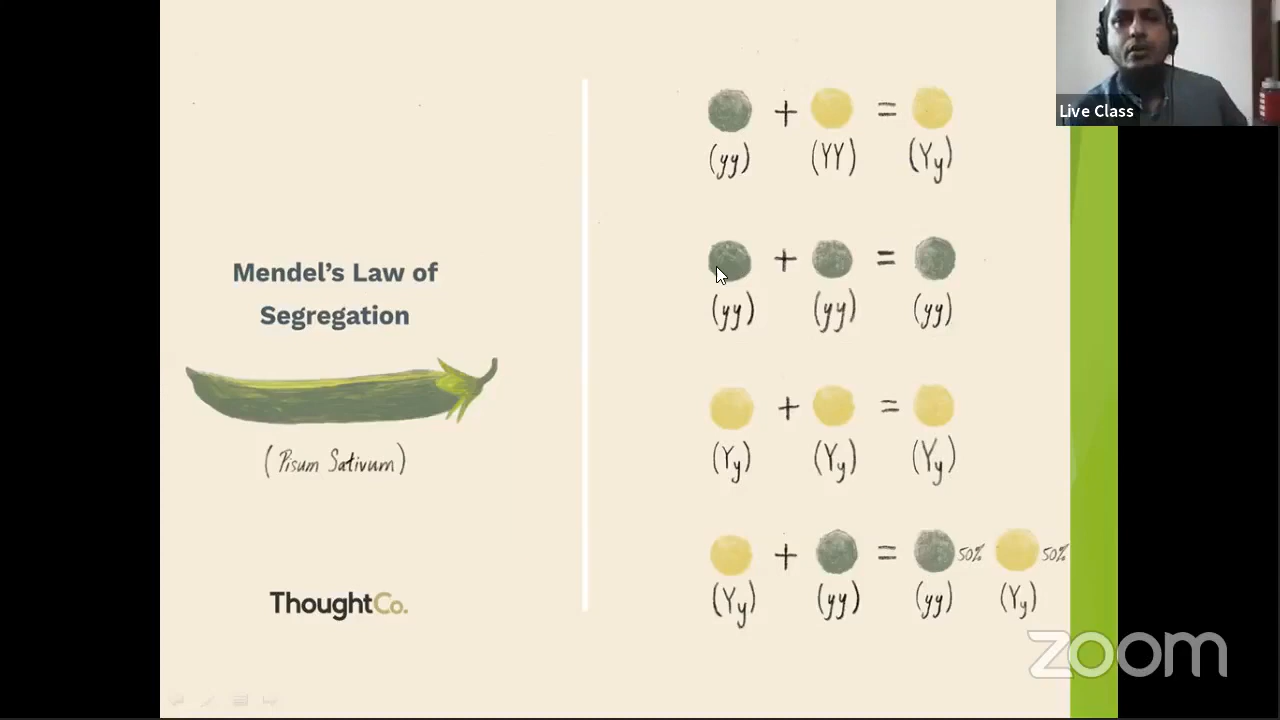 Live Class
Mendel's Law of
Segregation
(Pisum Sativum)
ThoughtCo.
+ =
(yy) (YY) (Yy)
+ =
(yy) (yy) (yy)
+ =
(Yy) (Yy) (Yy)
+ = 50% 50%
(Yy) (yy) (yy) (Yy)
zoom